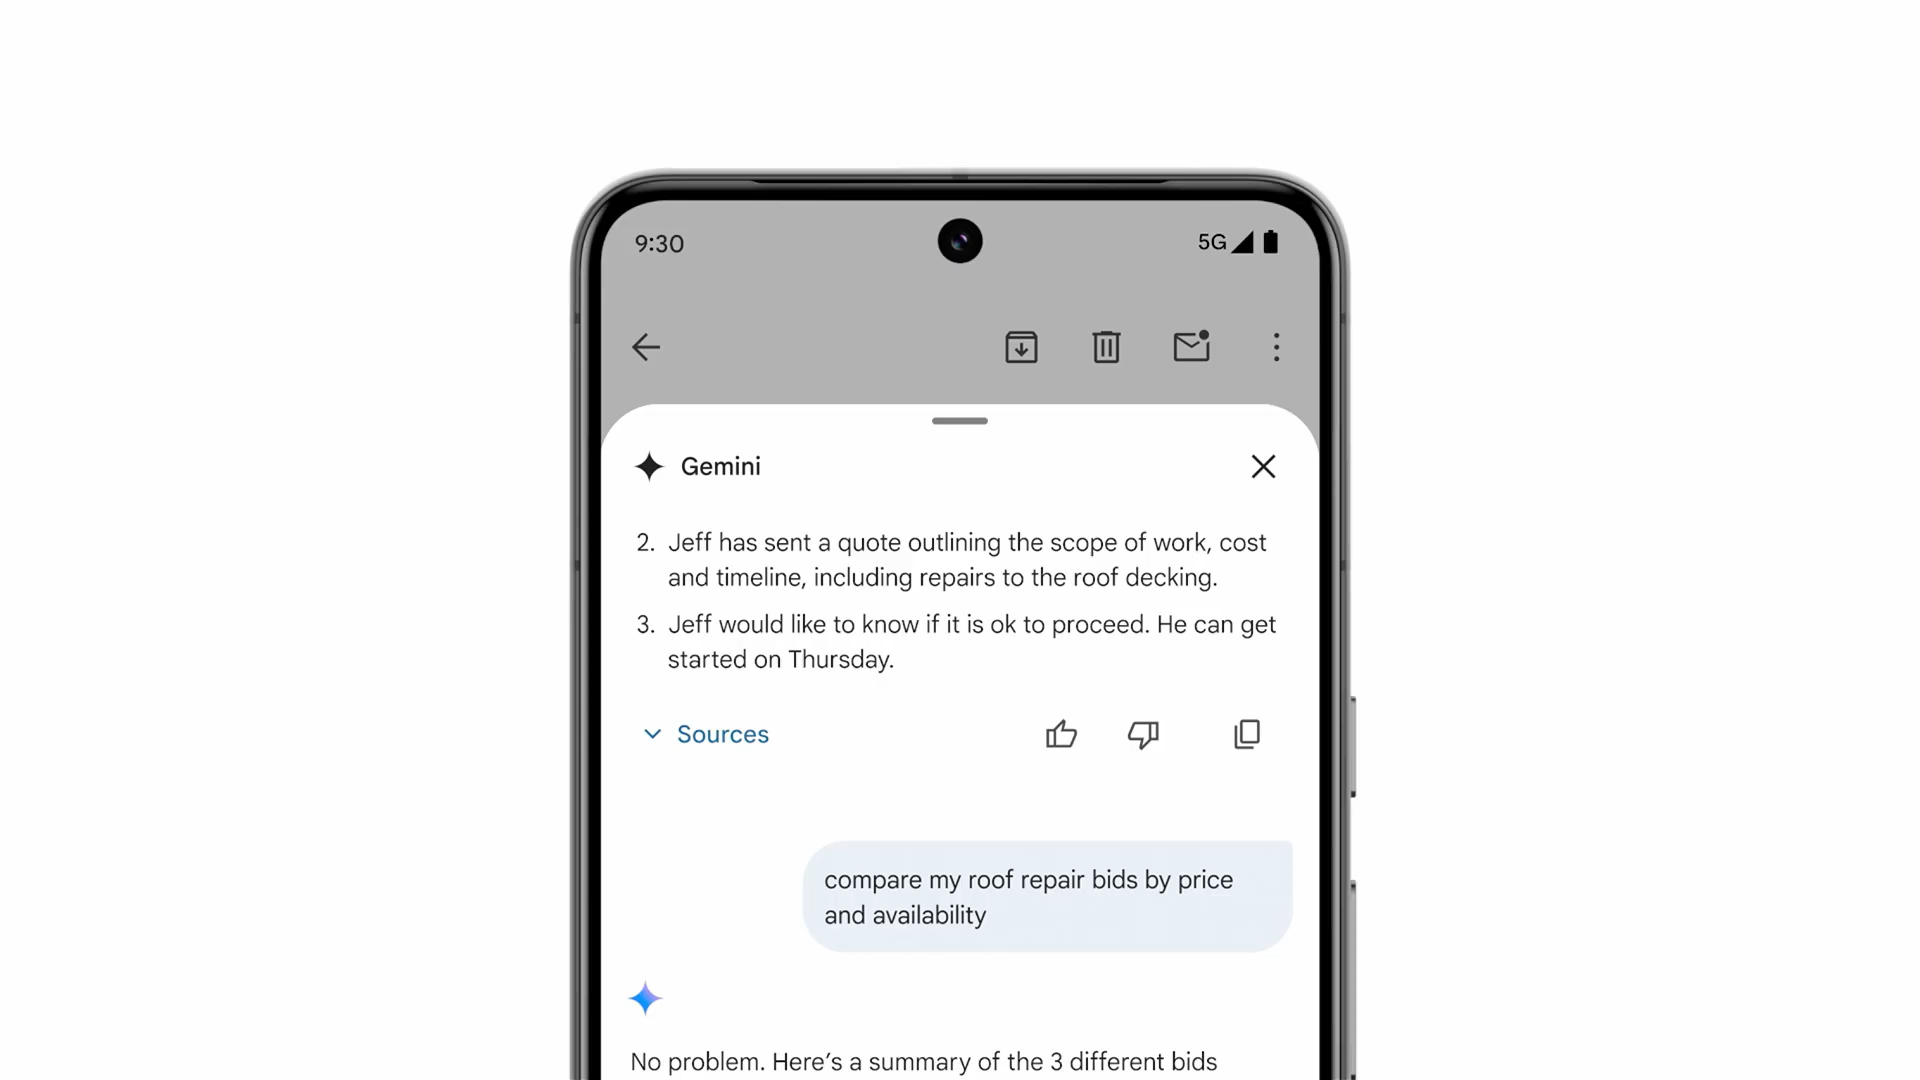 9:30
5G
Gemini
2. Jeff has sent a quote outlining the scope of work, cost
and timeline, including repairs to the roof decking.
3. Jeff would like to know if it is ok to proceed. He can get
started on Thursday.
Sources
compare my roof repair bids by price
and availability
No problem. Here’s a summary of the 3 different bids